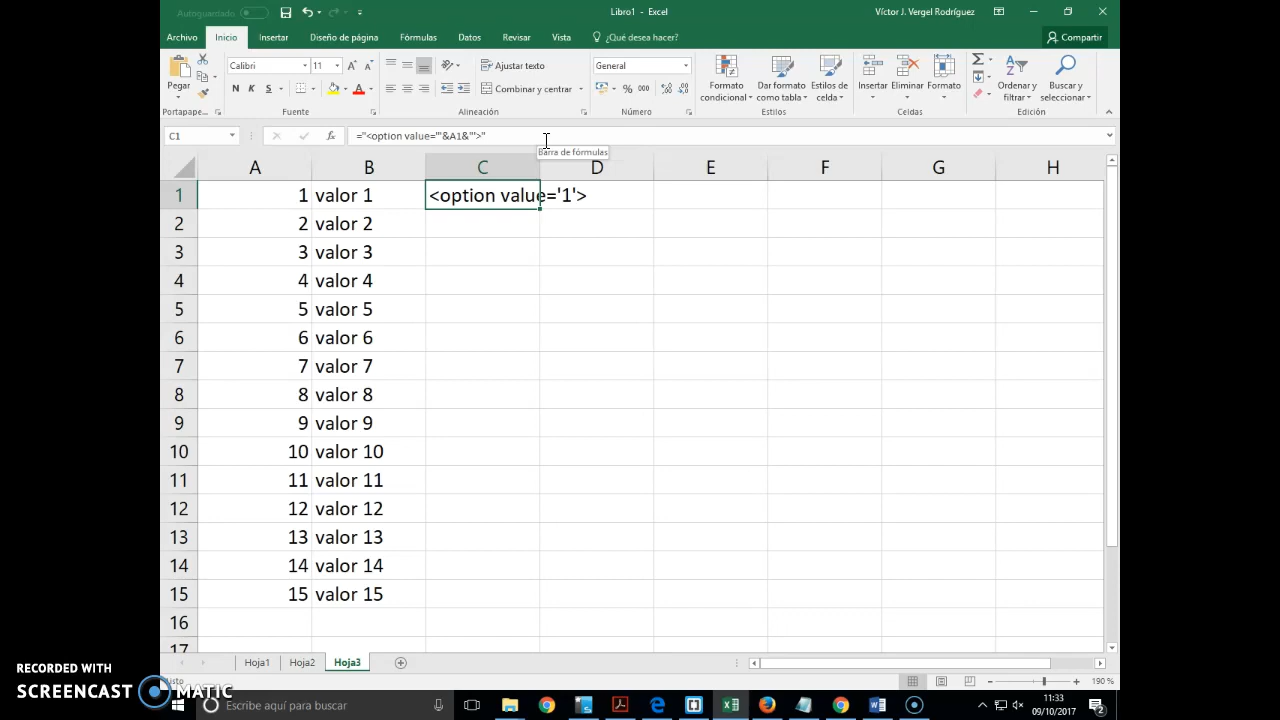 Autoguardado
Libro1 - Excel
Víctor J. Vergel Rodríguez
Archivo Inicio Insertar Diseño de página Fórmulas Datos Revisar Vista ¿Qué desea hacer? Compartir
Pegar
Calibri 11
N K S
Ajustar texto
Combinar y centrar
General
% 000
Formato condicional
Dar formato como tabla
Estilos de celda
Insertar Eliminar Formato
Ordenar y filtrar
Buscar y seleccionar
Portapape... Fuente Alineación Número Estilos Celdas Edición
C1 fx ="<option value='"&A1&"'>"
Barra de fórmulas
A B C D E F G H
1 1 valor 1 <option value='1'>
2 2 valor 2
3 3 valor 3
4 4 valor 4
5 5 valor 5
6 6 valor 6
7 7 valor 7
8 8 valor 8
9 9 valor 9
10 10 valor 10
11 11 valor 11
12 12 valor 12
13 13 valor 13
14 14 valor 14
15 15 valor 15
16
17
Hoja1 Hoja2 Hoja3
190 %
RECORDED WITH
SCREENCAST MATIC
Escribe aquí para buscar
11:33
09/10/2017
2